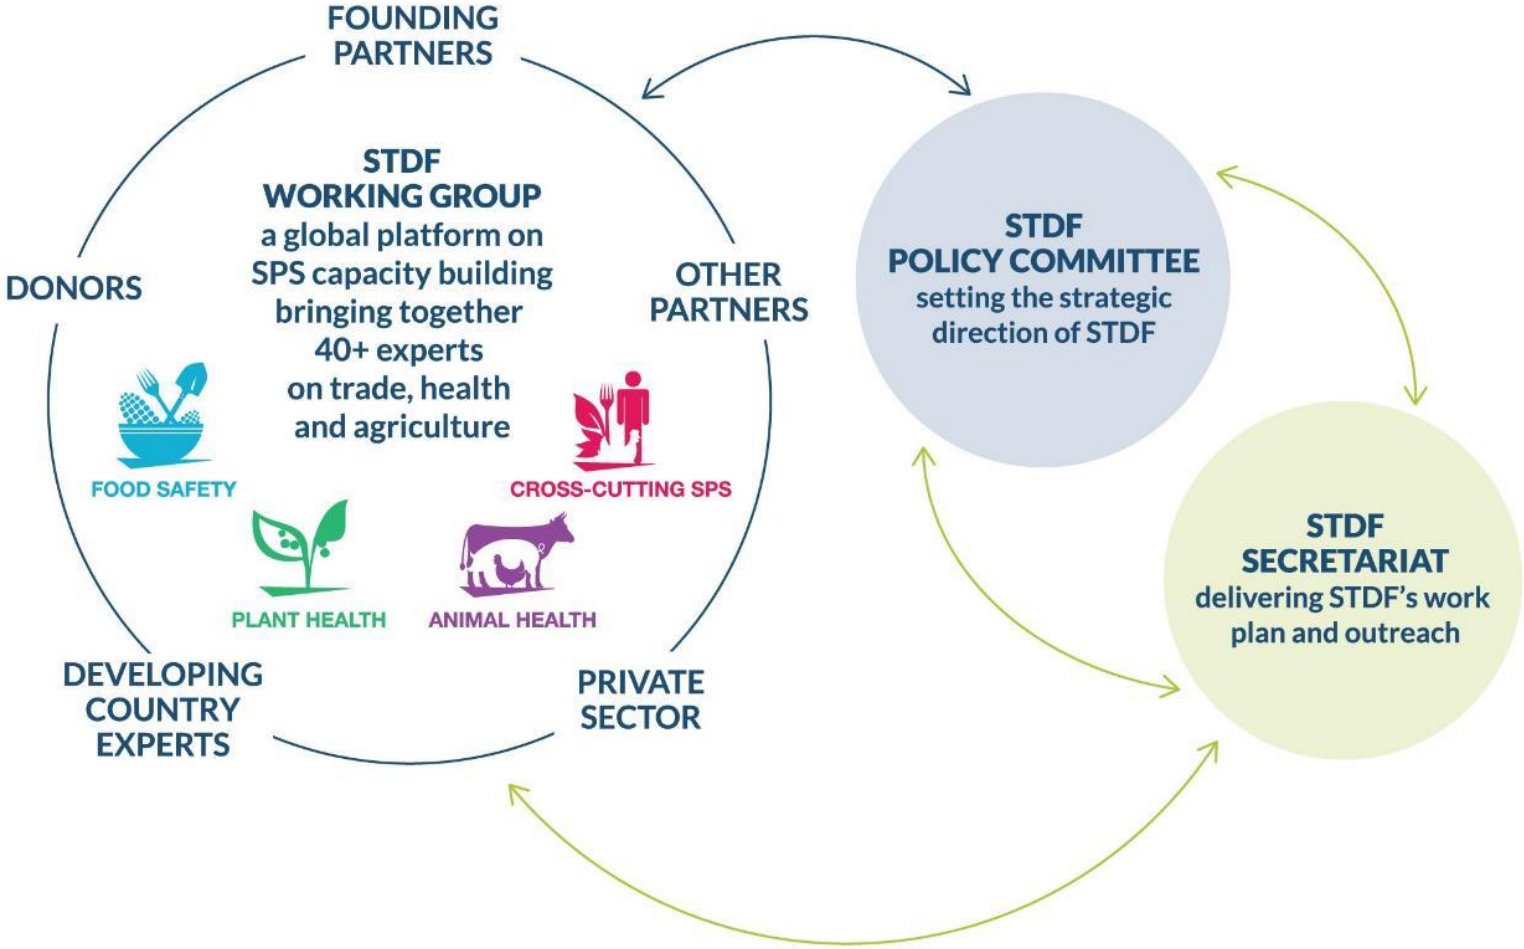 FOUNDING
PARTNERS
STDF
WORKING GROUP
a global platform on
SPS capacity building
bringing together
40+ experts
on trade, health
and agriculture
DONORS
OTHER
PARTNERS
FOOD SAFETY
CROSS-CUTTING SPS
PLANT HEALTH
ANIMAL HEALTH
DEVELOPING
COUNTRY
EXPERTS
PRIVATE
SECTOR
STDF
POLICY COMMITTEE
setting the strategic
direction of STDF
STDF
SECRETARIAT
delivering STDF’s work
plan and outreach